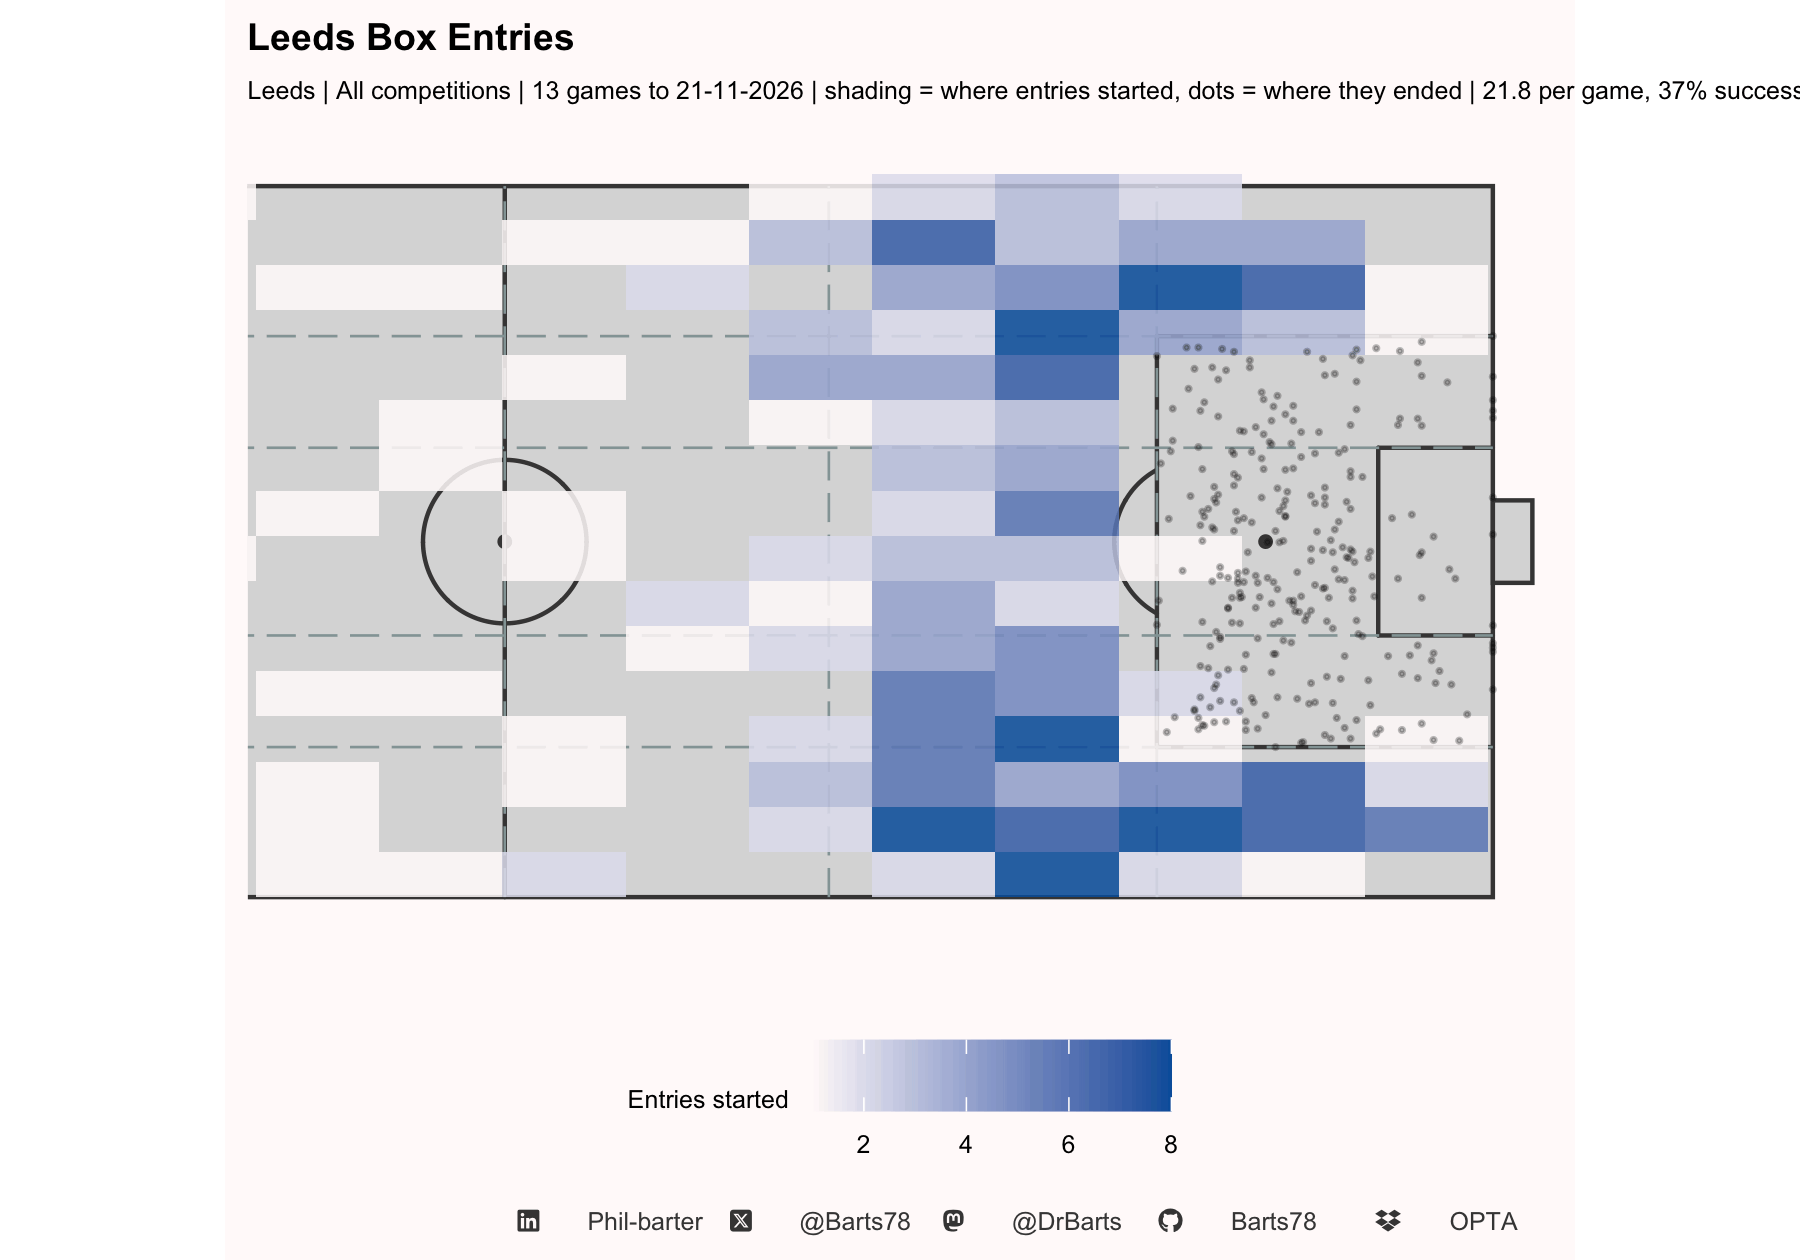 Leeds Box Entries
Leeds | All competitions | 13 games to 21-11-2026 | shading = where entries started, dots = where they ended | 21.8 per game, 37% success
Entries started
2 4 6 8
Phil-barter @Barts78 @DrBarts Barts78 OPTA